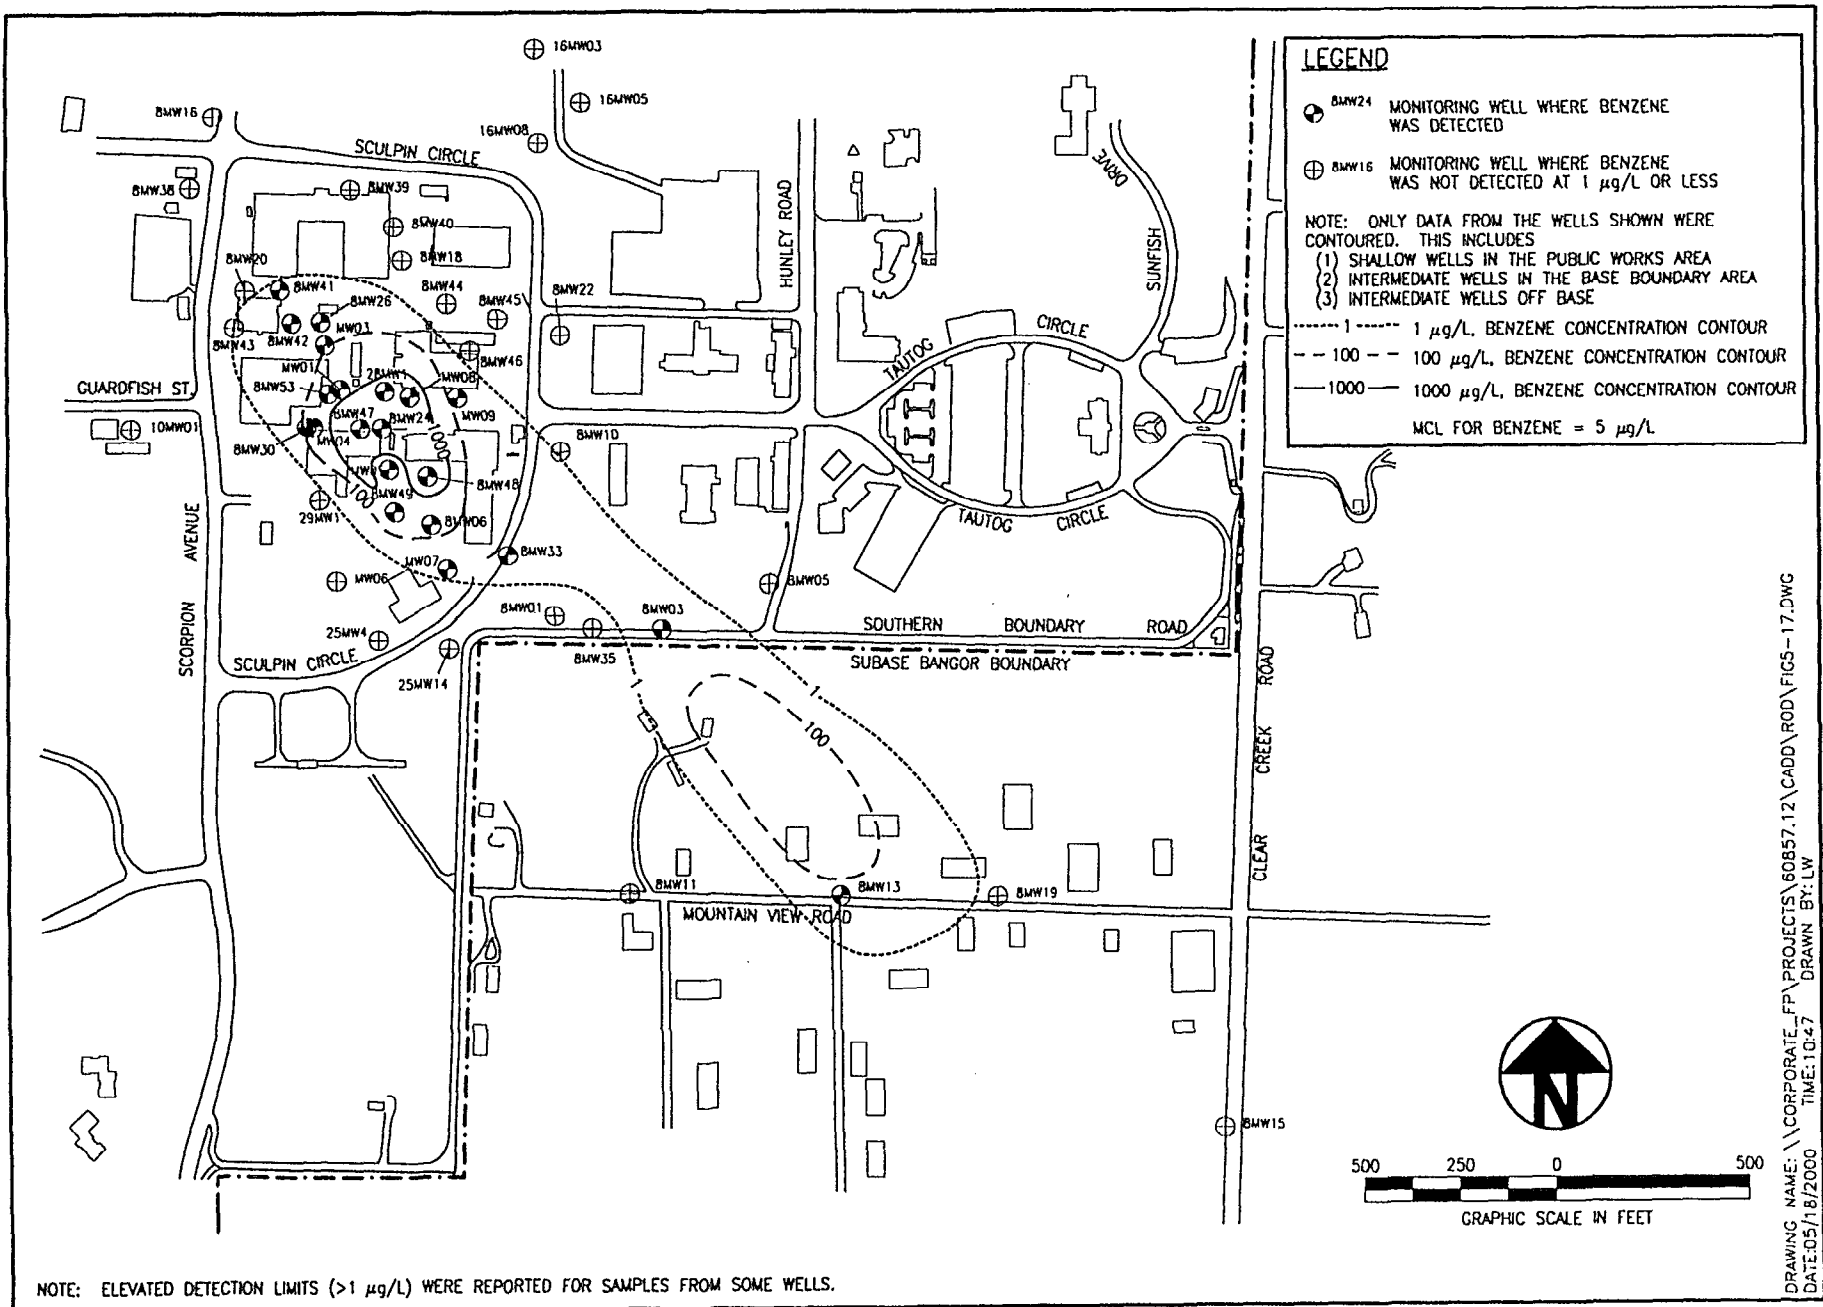 16MW03
16MW05
8MW16
16MW08
SCULPIN CIRCLE
8MW38
8MW39
8MW40
8MW18
HUNLEY ROAD
SUNFISH
DRIVE
8MW20
8MW41
8MW26
8MW44
8MW45
8MW22
8MW43
8MW42
MW03
8MW46
TAUTOG
CIRCLE
MW01
28MW1
MW08
GUARDFISH ST.
8MW53
MW09
8MW47
8MW24
1000
10MW01
8MW30
MW04
8MW10
8MW48
8MW49
100
29MW1
8MW06
TAUTOG
CIRCLE
SCORPION
AVENUE
8MW33
MW07
MW06
8MW05
8MW01
8MW03
SOUTHERN
BOUNDARY
ROAD
25MW4
8MW35
SCULPIN CIRCLE
SUBASE BANGOR BOUNDARY
25MW14
1
1
100
CLEAR
CREEK
ROAD
8MW11
8MW13
8MW19
MOUNTAIN VIEW ROAD
8MW15
LEGEND
8MW24 MONITORING WELL WHERE BENZENE
WAS DETECTED
8MW16 MONITORING WELL WHERE BENZENE
WAS NOT DETECTED AT 1 µg/L OR LESS
NOTE: ONLY DATA FROM THE WELLS SHOWN WERE
CONTOURED. THIS INCLUDES
(1) SHALLOW WELLS IN THE PUBLIC WORKS AREA
(2) INTERMEDIATE WELLS IN THE BASE BOUNDARY AREA
(3) INTERMEDIATE WELLS OFF BASE
1 1 µg/L, BENZENE CONCENTRATION CONTOUR
100 100 µg/L, BENZENE CONCENTRATION CONTOUR
1000 1000 µg/L, BENZENE CONCENTRATION CONTOUR
MCL FOR BENZENE = 5 µg/L
N
500 250 0 500
GRAPHIC SCALE IN FEET
NOTE: ELEVATED DETECTION LIMITS (>1 µg/L) WERE REPORTED FOR SAMPLES FROM SOME WELLS.
DRAWING NAME: \\CORPORATE_FP\PROJECTS\60857.12\CADD\ROD\FIG5-17.DWG
DATE:05/18/2000 TIME:10:47 DRAWN BY:LW